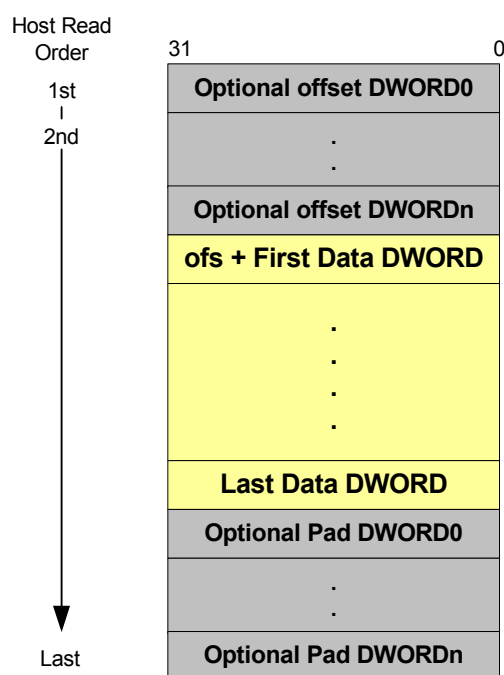 Host Read
Order
31 0
1st
Optional offset DWORD0
2nd
.
.
Optional offset DWORDn
ofs + First Data DWORD
.
.
.
.
Last Data DWORD
Optional Pad DWORD0
.
.
Last
Optional Pad DWORDn